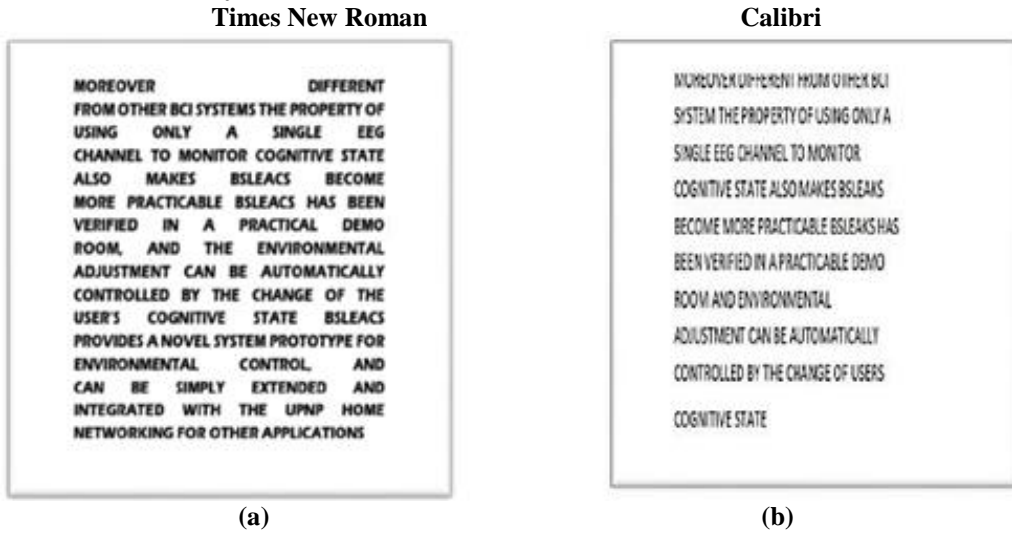 Times New Roman
Calibri
MOREOVER DIFFERENT
FROM OTHER BCI SYSTEMS THE PROPERTY OF
USING ONLY A SINGLE EEG
CHANNEL TO MONITOR COGNITIVE STATE
ALSO MAKES BSLEACS BECOME
MORE PRACTICABLE BSLEACS HAS BEEN
VERIFIED IN A PRACTICAL DEMO
ROOM, AND THE ENVIRONMENTAL
ADJUSTMENT CAN BE AUTOMATICALLY
CONTROLLED BY THE CHANGE OF THE
USER'S COGNITIVE STATE BSLEACS
PROVIDES A NOVEL SYSTEM PROTOTYPE FOR
ENVIRONMENTAL CONTROL, AND
CAN BE SIMPLY EXTENDED AND
INTEGRATED WITH THE UPNP HOME
NETWORKING FOR OTHER APPLICATIONS
(a)
MOREOVER DIFFERENT FROM OTHER BCI
SYSTEM THE PROPERTY OF USING ONLY A
SINGLE EEG CHANNEL TO MONITOR
COGNITIVE STATE ALSO MAKES BSLEAKS
BECOME MORE PRACTICABLE BSLEAKS HAS
BEEN VERIFIED IN A PRACTICABLE DEMO
ROOM AND ENVIRONMENTAL
ADJUSTMENT CAN BE AUTOMATICALLY
CONTROLLED BY THE CHANGE OF USERS
COGNITIVE STATE
(b)